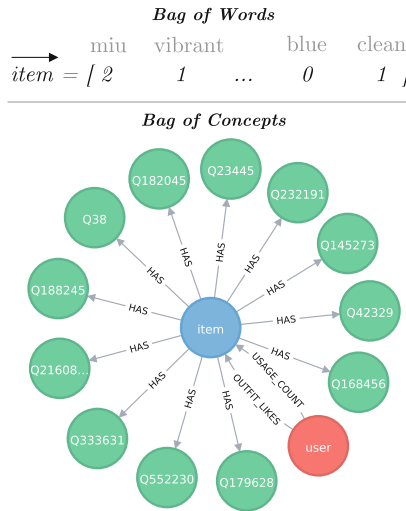 Bag of Words
miu vibrant blue clean
item = [ 2 1 ... 0 1 ]
Bag of Concepts
Q23445
Q182045
Q232191
Q38
Q145273
Q188245
Q42329
Q21608...
Q168456
Q333631
Q552230
Q179628
item
user
HAS
HAS
HAS
HAS
HAS
HAS
HAS
HAS
HAS
HAS
HAS
HAS
USAGE_COUNT
OUTFIT_LIKES